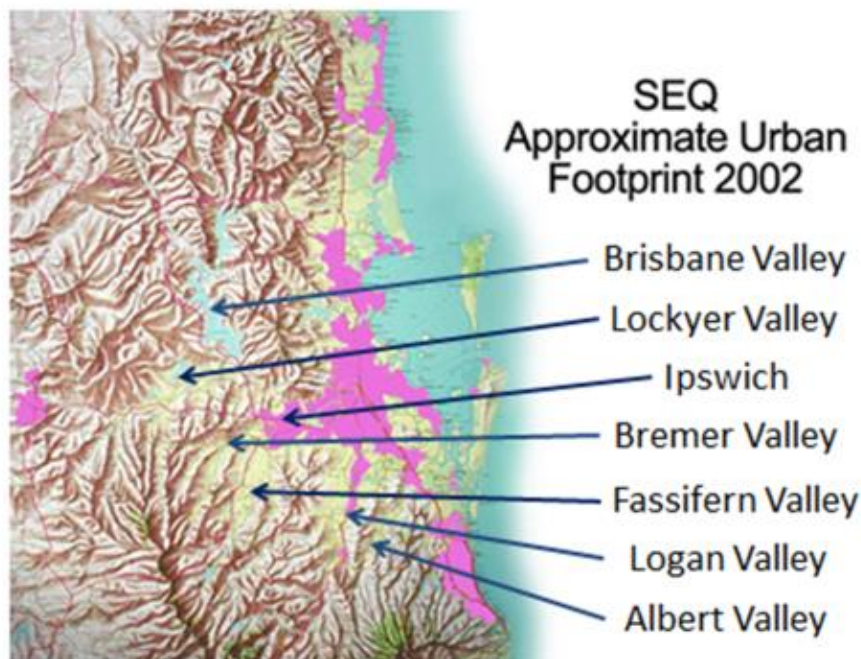 SEQ
Approximate Urban
Footprint 2002
Brisbane Valley
Lockyer Valley
Ipswich
Bremer Valley
Fassifern Valley
Logan Valley
Albert Valley